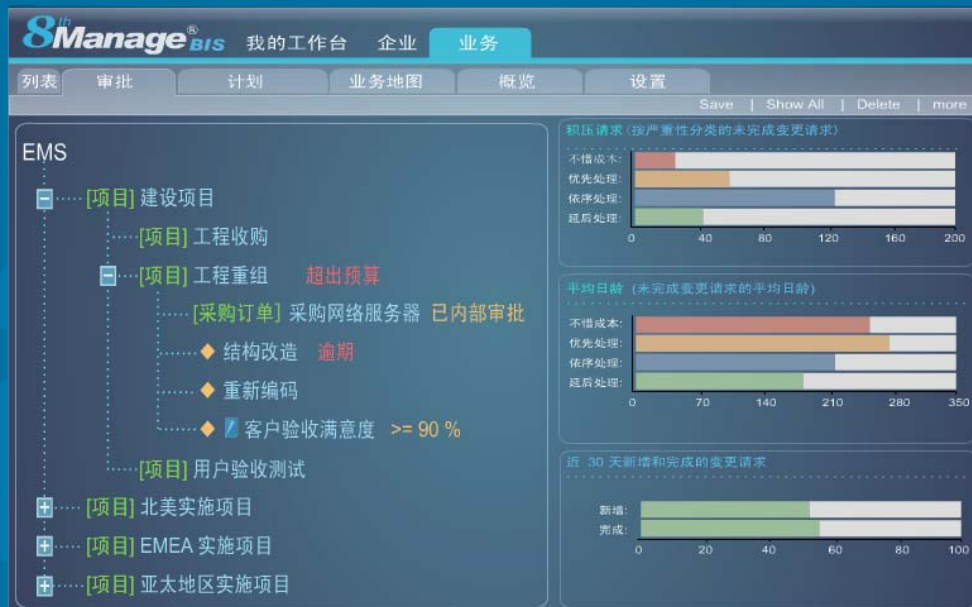 8th Manage® BIS 我的工作台 企业 业务
列表 审批 计划 业务地图 概览 设置
Save | Show All | Delete | more
EMS
[项目] 建设项目
[项目] 工程收购
[项目] 工程重组 超出预算
[采购订单] 采购网络服务器 已内部审批
结构改造 逾期
重新编码
客户验收满意度 >= 90 %
[项目] 用户验收测试
[项目] 北美实施项目
[项目] EMEA 实施项目
[项目] 亚太地区实施项目
积压请求 (按严重性分类的未完成变更请求)
不惜成本:
优先处理:
依序处理:
延后处理:
0 40 80 120 160 200
平均日龄 (未完成变更请求的平均日龄)
不惜成本:
优先处理:
依序处理:
延后处理:
0 70 140 210 280 350
近 30 天新增和完成的变更请求
新增:
完成:
0 20 40 60 80 100